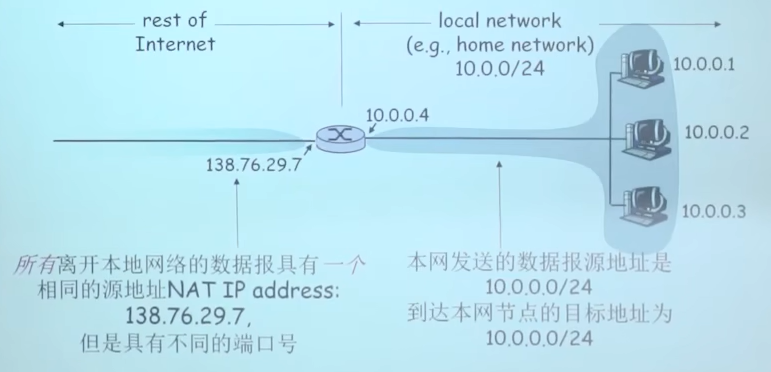 rest of
Internet
local network
(e.g., home network)
10.0.0/24
10.0.0.1
10.0.0.4
10.0.0.2
138.76.29.7
10.0.0.3
所有离开本地网络的数据报具有一个
相同的源地址NAT IP address:
138.76.29.7,
但是具有不同的端口号
本网发送的数据报源地址是
10.0.0.0/24
到达本网节点的目标地址为
10.0.0.0/24